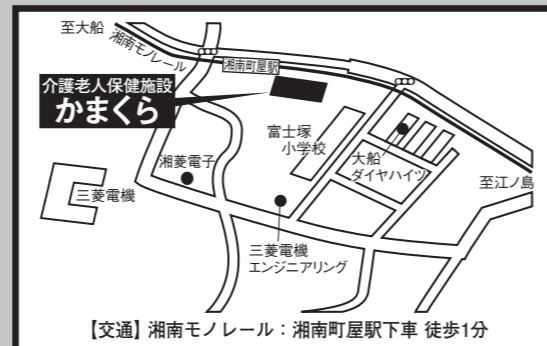 至大船
湘南モノレール
湘南町屋駅
介護老人保健施設
かまくら
富士塚
小学校
大船
ダイヤハイツ
湘菱電子
至江ノ島
三菱電機
三菱電機
エンジニアリング
【交通】湘南モノレール：湘南町屋駅下車 徒歩1分